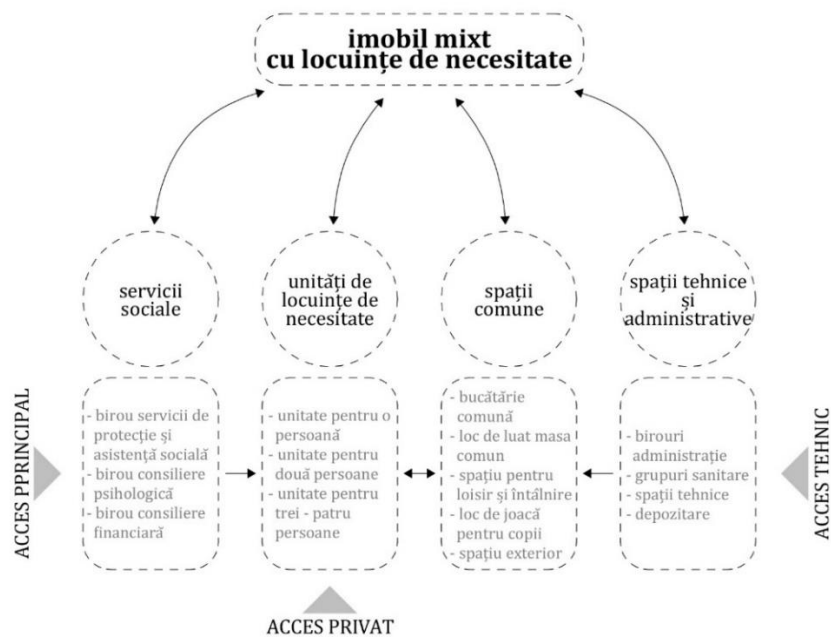 imobil mixt
cu locuințe de necesitate
servicii
sociale
unități de
locuințe de
necesitate
spații
comune
spații tehnice
și
administrative
ACCES PPRINCIPAL
- birou servicii de
protecție și
asistență socială
- birou consiliere
psihologică
- birou consiliere
financiară
- unitate pentru o
persoană
- unitate pentru
două persoane
- unitate pentru
trei - patru
persoane
- bucătărie
comună
- loc de luat masa
comun
- spațiu pentru
loisir și întâlnire
- loc de joacă
pentru copii
- spațiu exterior
- birouri
administrație
- grupuri sanitare
- spații tehnice
- depozitare
ACCES TEHNIC
ACCES PRIVAT